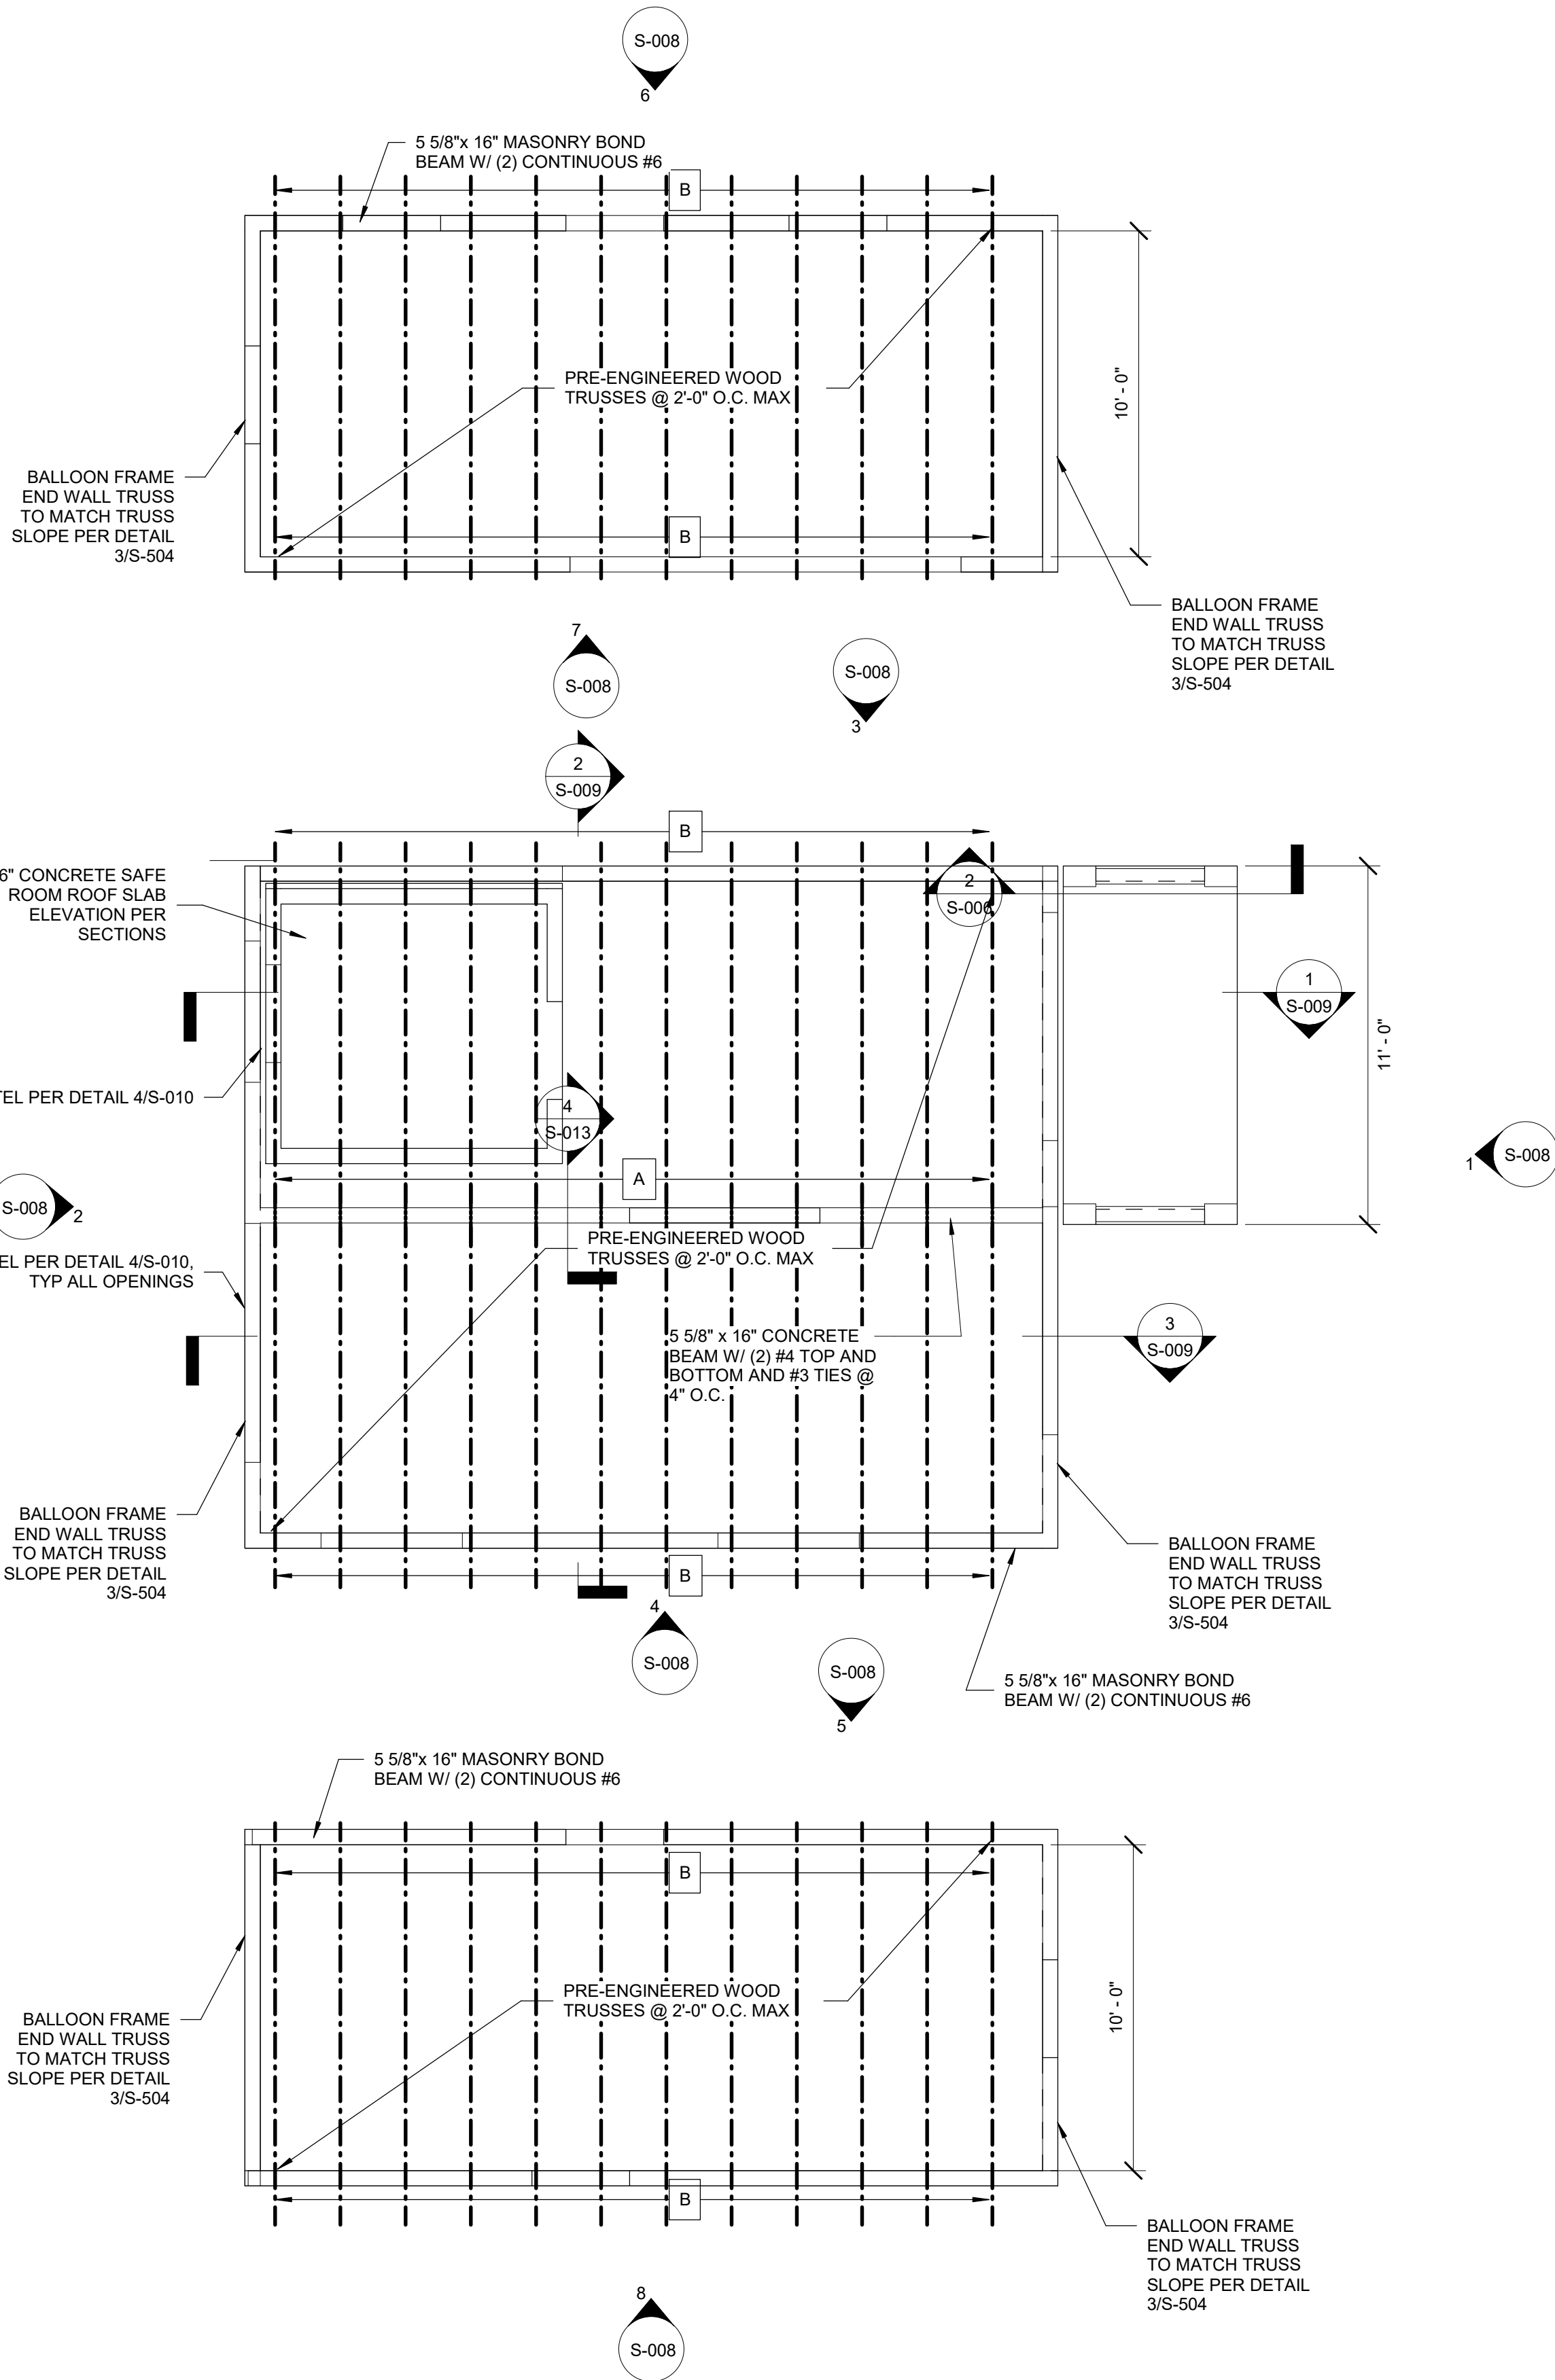 S-008
6
5 5/8"x 16" MASONRY BOND
BEAM W/ (2) CONTINUOUS #6
B
PRE-ENGINEERED WOOD
TRUSSES @ 2'-0" O.C. MAX
10' - 0"
BALLOON FRAME
END WALL TRUSS
TO MATCH TRUSS
SLOPE PER DETAIL
3/S-504
B
BALLOON FRAME
END WALL TRUSS
TO MATCH TRUSS
SLOPE PER DETAIL
3/S-504
7
S-008
S-008
3
2
S-009
B
6" CONCRETE SAFE
ROOM ROOF SLAB
ELEVATION PER
SECTIONS
2
S-006
1
S-009
11' - 0"
TEL PER DETAIL 4/S-010
4
S-013
A
S-008
1
S-008
2
PRE-ENGINEERED WOOD
TRUSSES @ 2'-0" O.C. MAX
EL PER DETAIL 4/S-010,
TYP ALL OPENINGS
5 5/8" x 16" CONCRETE
BEAM W/ (2) #4 TOP AND
BOTTOM AND #3 TIES @
4" O.C.
3
S-009
BALLOON FRAME
END WALL TRUSS
TO MATCH TRUSS
SLOPE PER DETAIL
3/S-504
BALLOON FRAME
END WALL TRUSS
TO MATCH TRUSS
SLOPE PER DETAIL
3/S-504
B
4
S-008
S-008
5
5 5/8"x 16" MASONRY BOND
BEAM W/ (2) CONTINUOUS #6
5 5/8"x 16" MASONRY BOND
BEAM W/ (2) CONTINUOUS #6
B
PRE-ENGINEERED WOOD
TRUSSES @ 2'-0" O.C. MAX
10' - 0"
BALLOON FRAME
END WALL TRUSS
TO MATCH TRUSS
SLOPE PER DETAIL
3/S-504
B
BALLOON FRAME
END WALL TRUSS
TO MATCH TRUSS
SLOPE PER DETAIL
3/S-504
8
S-008